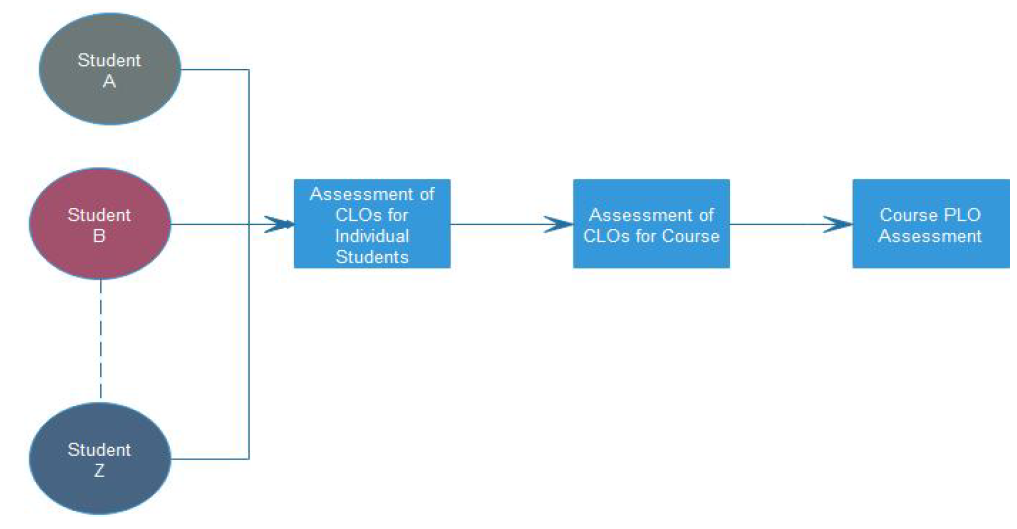 Student
A
Student
B
Student
Z
Assessment of
CLOs for
Individual
Students
Assessment of
CLOs for Course
Course PLO
Assessment